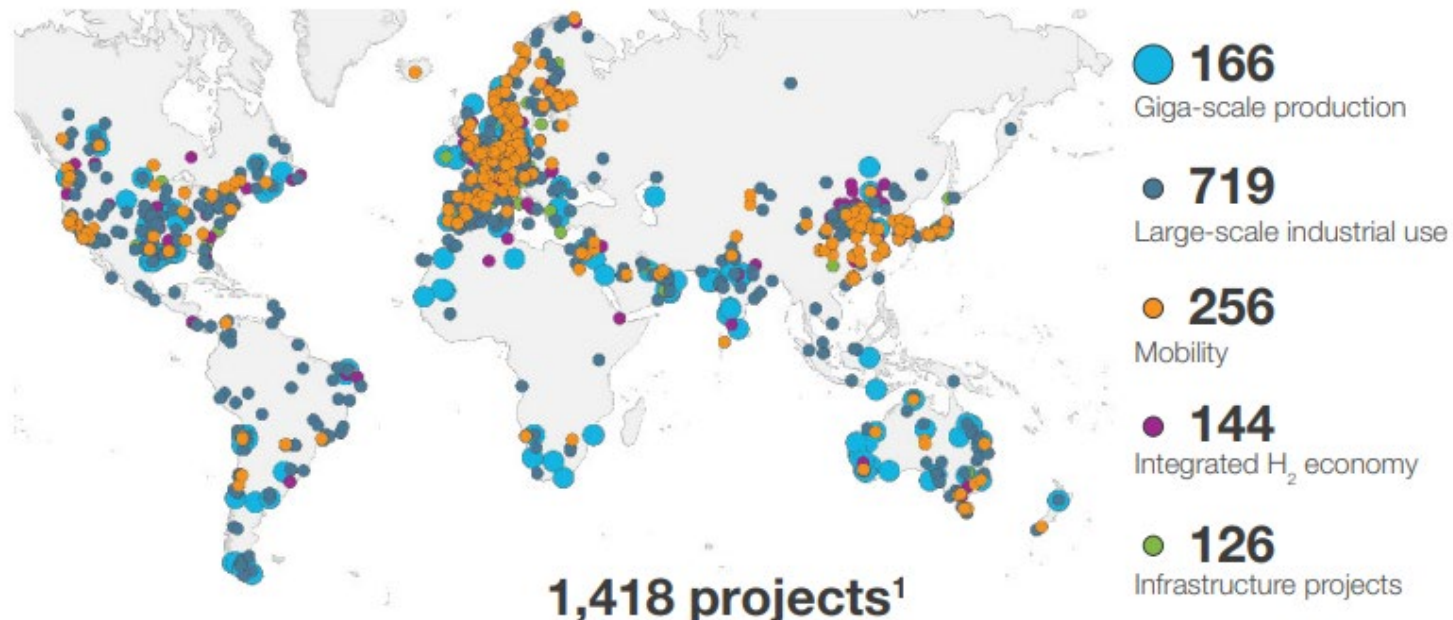 166
Giga-scale production
719
Large-scale industrial use
256
Mobility
144
Integrated H₂ economy
126
Infrastructure projects
1,418 projects¹